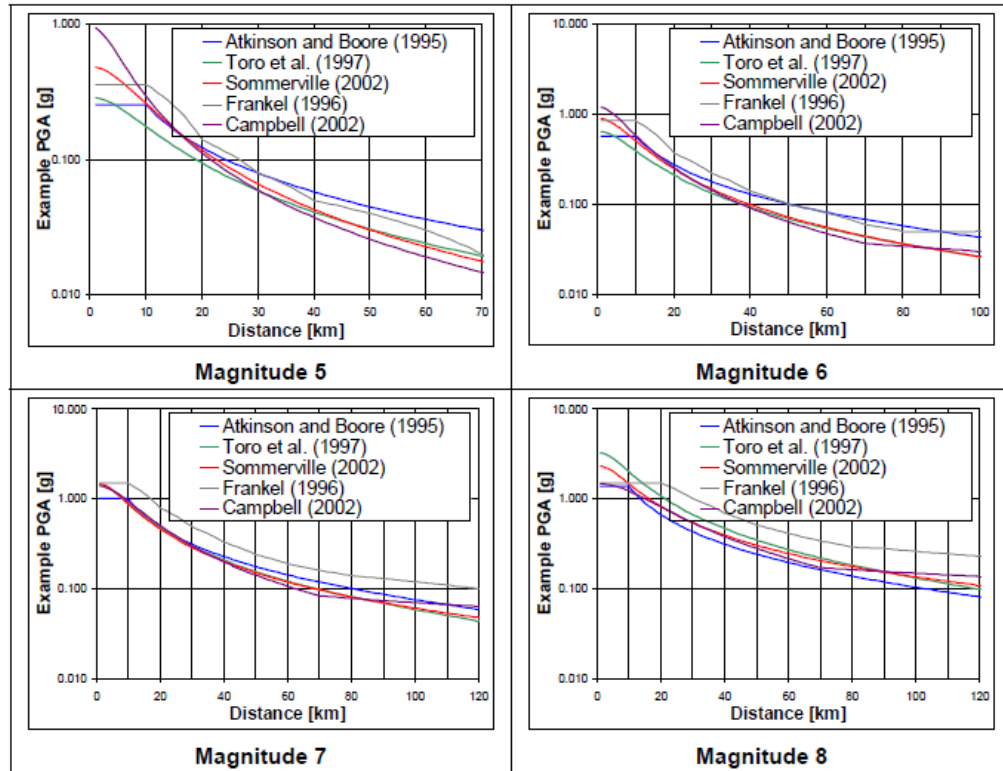 1.000
0.100
0.010
Example PGA [g]
Atkinson and Boore (1995)
Toro et al. (1997)
Sommerville (2002)
Frankel (1996)
Campbell (2002)
0 10 20 30 40 50 60 70
Distance [km]
Magnitude 5
10.000
1.000
0.100
0.010
Example PGA [g]
Atkinson and Boore (1995)
Toro et al. (1997)
Sommerville (2002)
Frankel (1996)
Campbell (2002)
0 20 40 60 80 100
Distance [km]
Magnitude 6
10.000
1.000
0.100
0.010
Example PGA [g]
Atkinson and Boore (1995)
Toro et al. (1997)
Sommerville (2002)
Frankel (1996)
Campbell (2002)
0 20 40 60 80 100 120
Distance [km]
Magnitude 7
10.000
1.000
0.100
0.010
Example PGA [g]
Atkinson and Boore (1995)
Toro et al. (1997)
Sommerville (2002)
Frankel (1996)
Campbell (2002)
0 20 40 60 80 100 120
Distance [km]
Magnitude 8